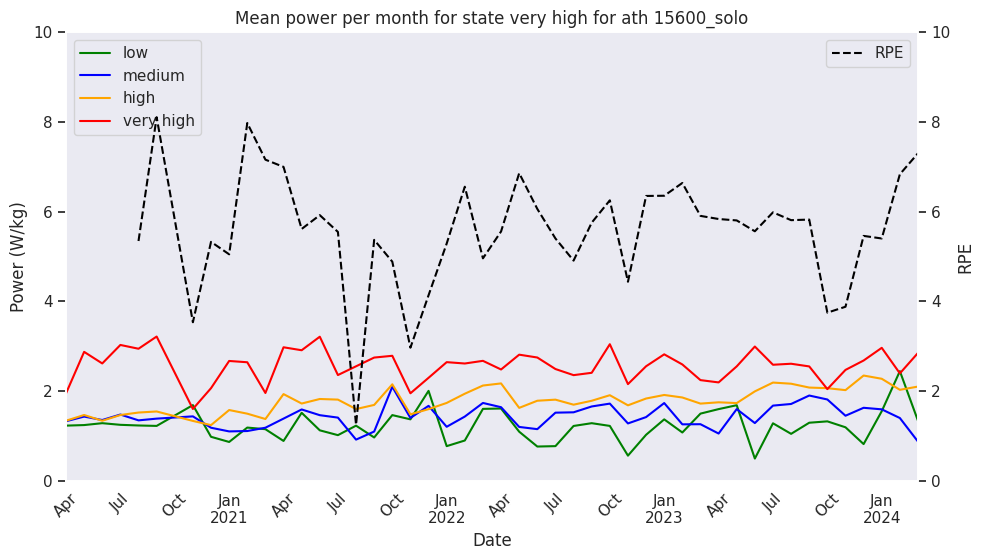 Mean power per month for state very high for ath 15600_solo
low
medium
high
very high
RPE
10
8
6
4
2
0
10
8
6
4
2
0
Power (W/kg)
RPE
Apr
Jul
Oct
Jan
2021
Apr
Jul
Oct
Jan
2022
Apr
Jul
Oct
Jan
2023
Apr
Jul
Oct
Jan
2024
Date